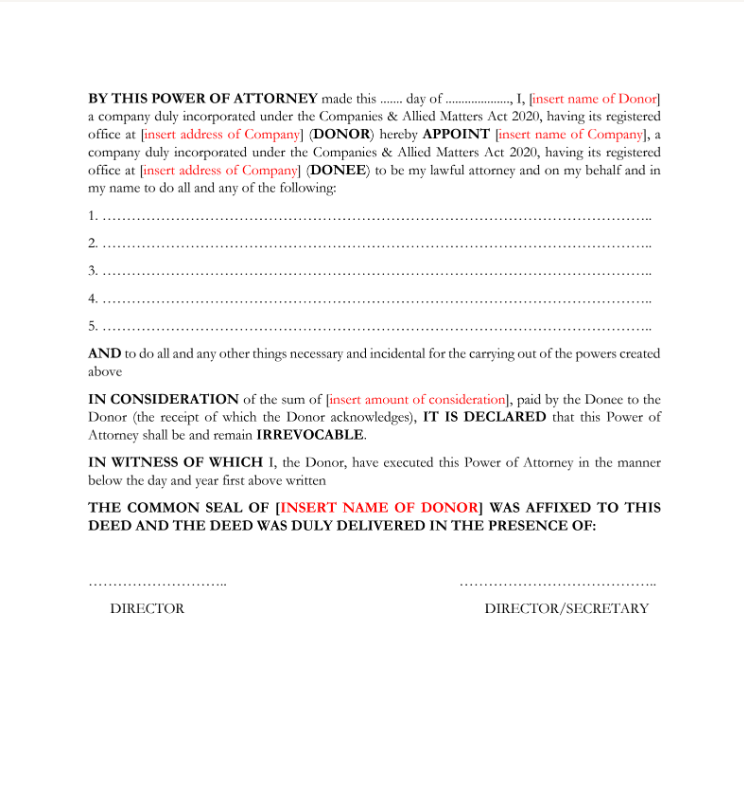 BY THIS POWER OF ATTORNEY made this ....... day of ....................., I, [insert name of Donor]
a company duly incorporated under the Companies & Allied Matters Act 2020, having its registered
office at [insert address of Company] (DONOR) hereby APPOINT [insert name of Company], a
company duly incorporated under the Companies & Allied Matters Act 2020, having its registered
office at [insert address of Company] (DONEE) to be my lawful attorney and on my behalf and in
my name to do all and any of the following:
1. ……………………………………………………………………………………………………..
2. ……………………………………………………………………………………………………..
3. ……………………………………………………………………………………………………..
4. ……………………………………………………………………………………………………..
5. ……………………………………………………………………………………………………..
AND to do all and any other things necessary and incidental for the carrying out of the powers created
above
IN CONSIDERATION of the sum of [insert amount of consideration], paid by the Donee to the
Donor (the receipt of which the Donor acknowledges), IT IS DECLARED that this Power of
Attorney shall be and remain IRREVOCABLE.
IN WITNESS OF WHICH I, the Donor, have executed this Power of Attorney in the manner
below the day and year first above written
THE COMMON SEAL OF [INSERT NAME OF DONOR] WAS AFFIXED TO THIS
DEED AND THE DEED WAS DULY DELIVERED IN THE PRESENCE OF:
……………………….. …………………………………..
DIRECTOR DIRECTOR/SECRETARY